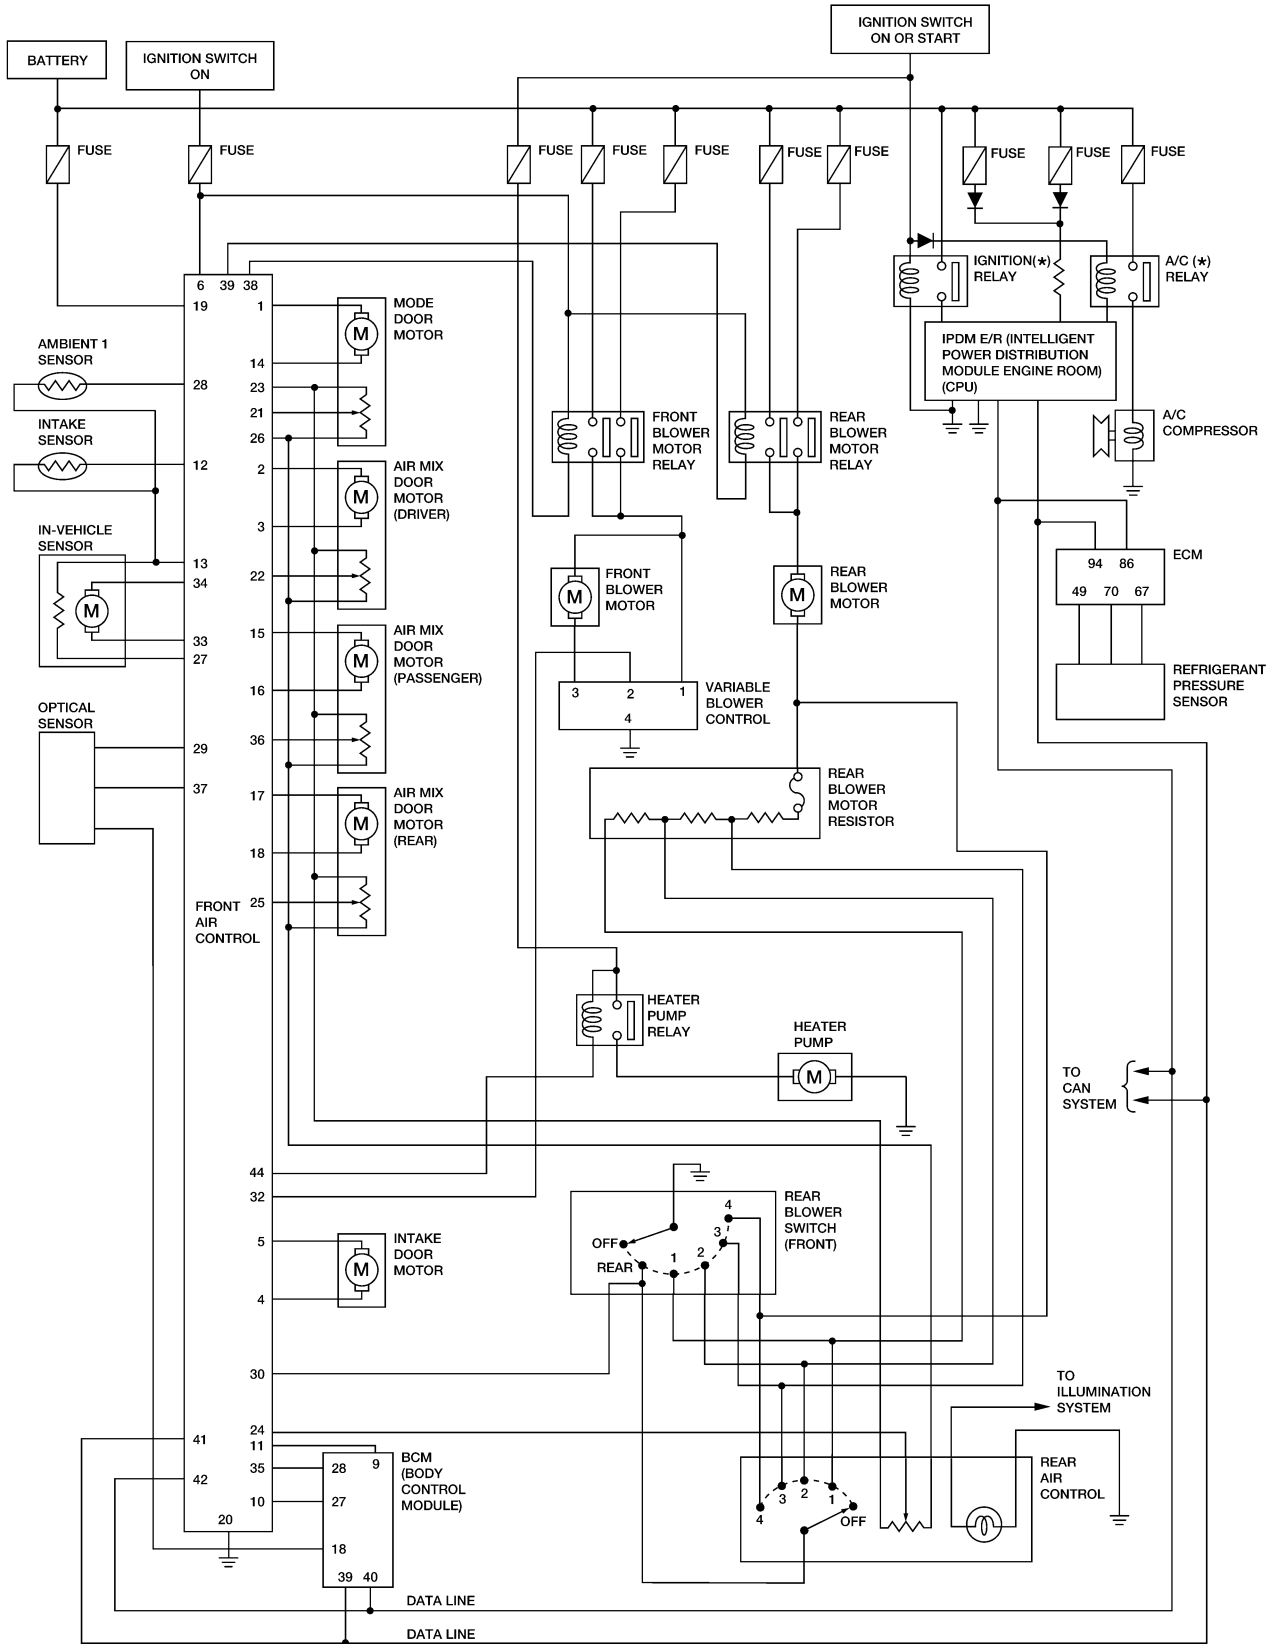 IGNITION SWITCH
ON OR START
BATTERY
IGNITION SWITCH
ON
FUSE
FUSE
FUSE
FUSE
FUSE
FUSE
FUSE
FUSE
FUSE
FUSE
IGNITION(*)
RELAY
A/C (*)
RELAY
6 39 38
19
1
MODE
DOOR
MOTOR
M
14
AMBIENT 1
SENSOR
28
23
21
26
INTAKE
SENSOR
12
2
AIR MIX
DOOR
MOTOR
(DRIVER)
M
3
22
IPDM E/R (INTELLIGENT
POWER DISTRIBUTION
MODULE ENGINE ROOM)
(CPU)
A/C
COMPRESSOR
FRONT
BLOWER
MOTOR
RELAY
REAR
BLOWER
MOTOR
RELAY
IN-VEHICLE
SENSOR
M
13
34
33
27
15
AIR MIX
DOOR
MOTOR
(PASSENGER)
M
16
36
FRONT
BLOWER
MOTOR
M
REAR
BLOWER
MOTOR
M
ECM
94 86
49 70 67
REFRIGERANT
PRESSURE
SENSOR
3 2 1
4
VARIABLE
BLOWER
CONTROL
OPTICAL
SENSOR
29
37
17
AIR MIX
DOOR
MOTOR
(REAR)
M
18
25
REAR
BLOWER
MOTOR
RESISTOR
FRONT
AIR
CONTROL
HEATER
PUMP
RELAY
HEATER
PUMP
M
TO
CAN
SYSTEM
44
32
5
INTAKE
DOOR
MOTOR
M
4
REAR
BLOWER
SWITCH
(FRONT)
4
3
2
1
OFF
REAR
30
TO
ILLUMINATION
SYSTEM
24
11
41
42
35
10
20
BCM
(BODY
CONTROL
MODULE)
9
28
27
18
39 40
REAR
AIR
CONTROL
4
3
2
1
OFF
DATA LINE
DATA LINE